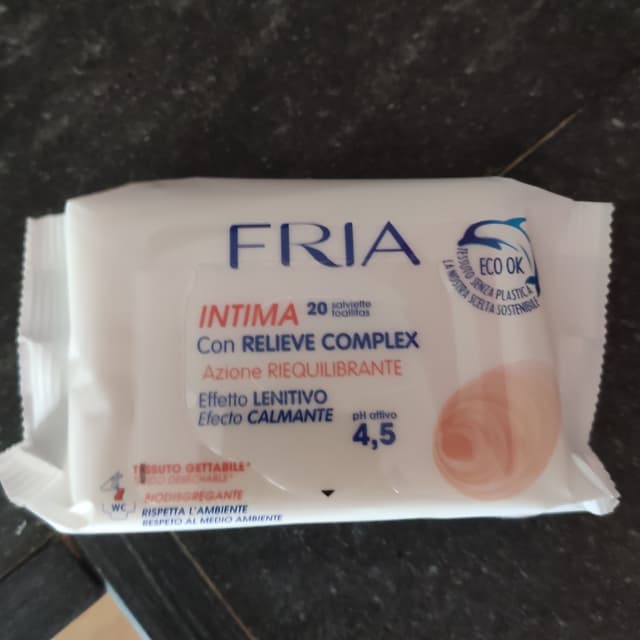 FRIA
ECO OK
TESSUTO SENZA PLASTICA
LA NOSTRA SCELTA SOSTENIBILE
INTIMA 20 salviette
toallitas
Con RELIEVE COMPLEX
Azione RIEQUILIBRANTE
Effetto LENITIVO
Efecto CALMANTE
pH attivo
4,5
TESSUTO GETTABILE*
WC
RISPETTA L'AMBIENTE
RESPETO AL MEDIO AMBIENTE